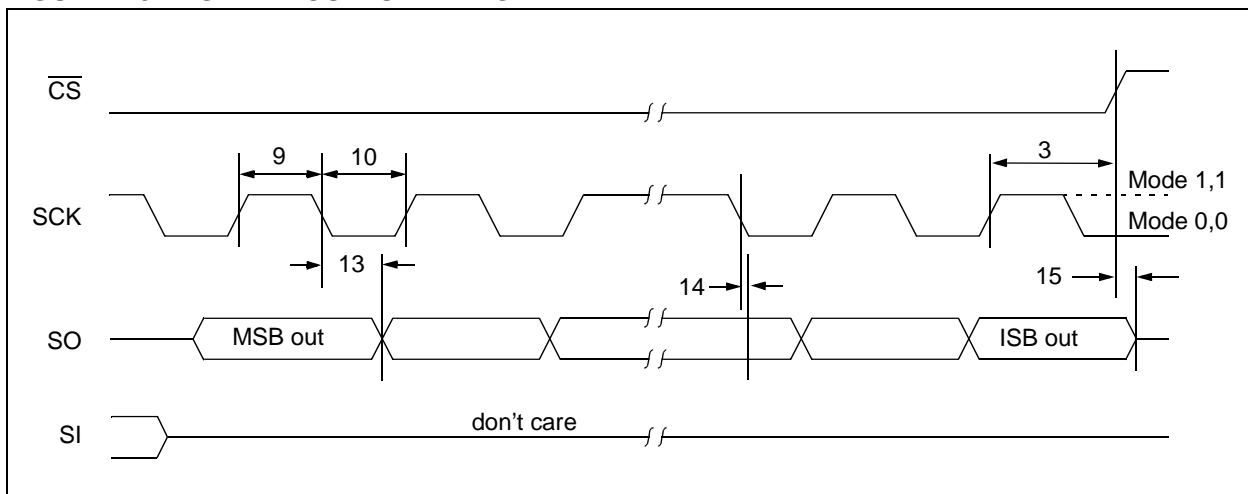 CS
9
10
3
Mode 1,1
SCK
Mode 0,0
13
14
15
SO
MSB out
ISB out
SI
don't care